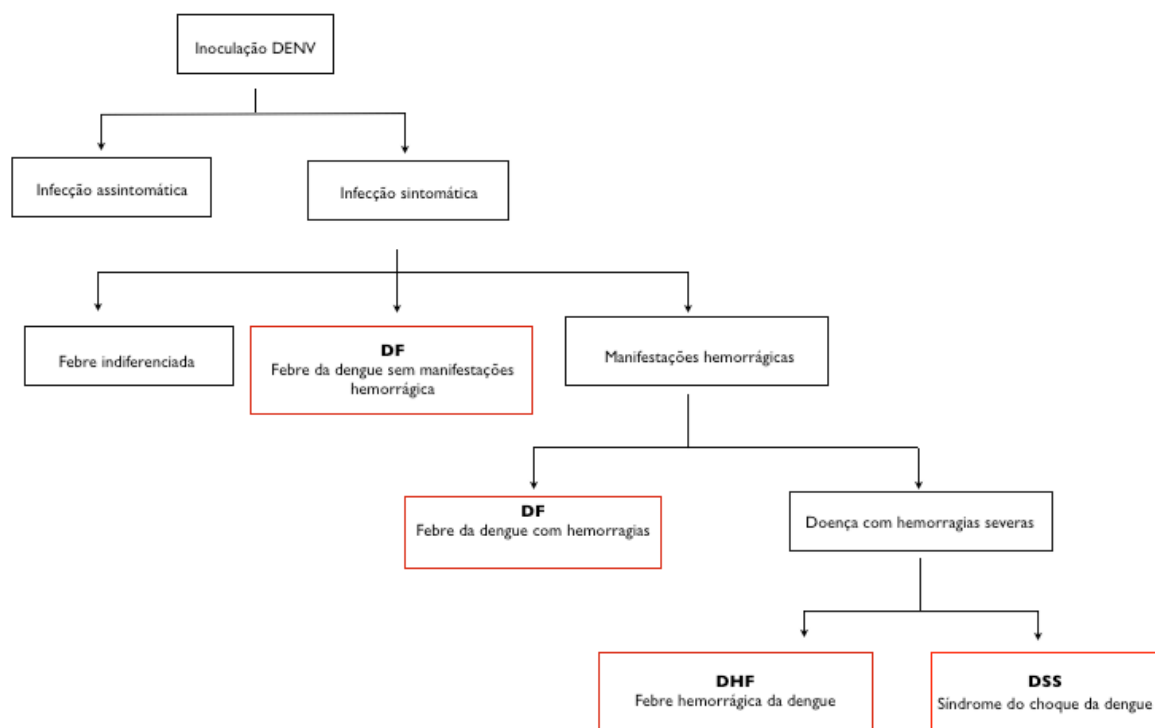 Inoculação DENV
Infecção assintomática
Infecção sintomática
Febre indiferenciada
DF
Febre da dengue sem manifestações
hemorrágica
Manifestações hemorrágicas
DF
Febre da dengue com hemorragias
Doença com hemorragias severas
DHF
Febre hemorrágica da dengue
DSS
Síndrome do choque da dengue